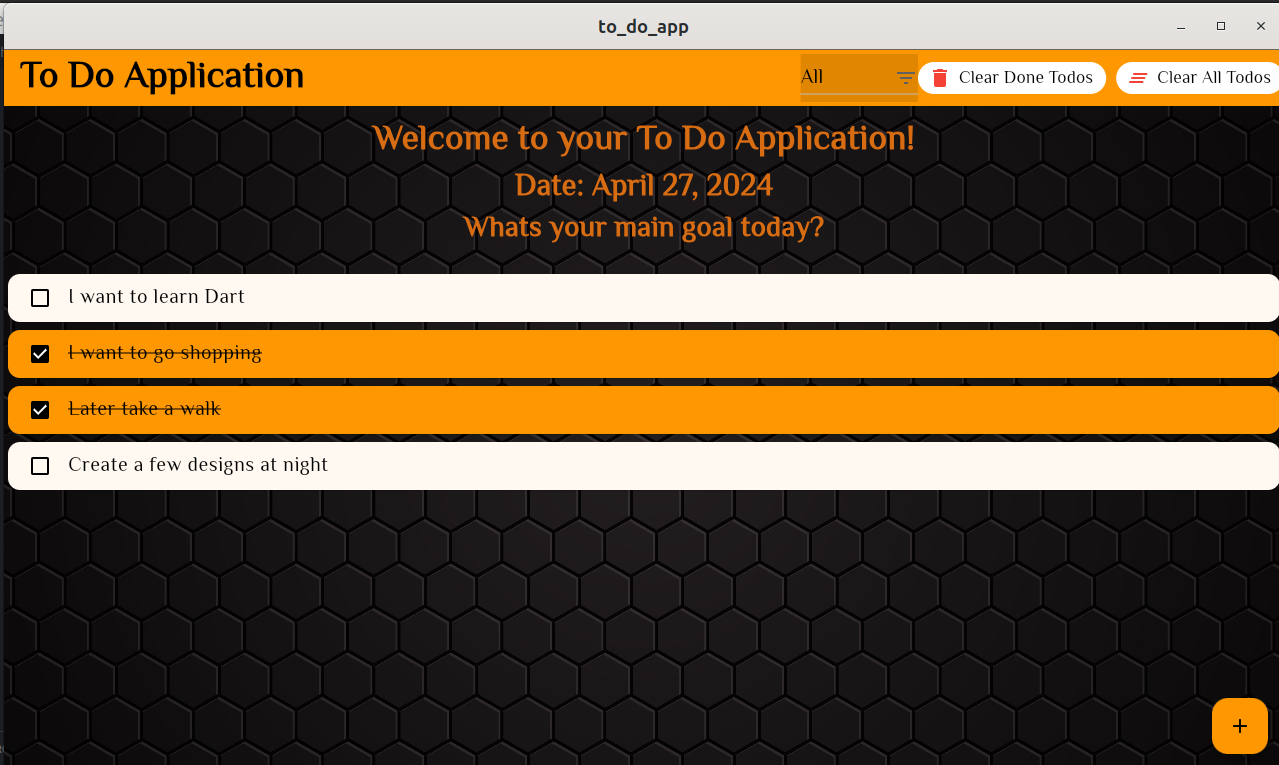 to_do_app
To Do Application
All
Clear Done Todos
Clear All Todos
Welcome to your To Do Application!
Date: April 27, 2024
Whats your main goal today?
I want to learn Dart
I want to go shopping
Later take a walk
Create a few designs at night